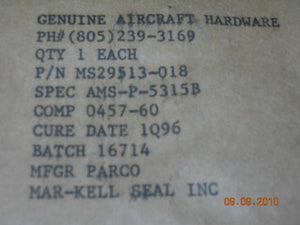 GENUINE AIRCRAFT HARDWARE
PH#(805)239-3169
QTY 1 EACH
P/N MS29513-018
SPEC AMS-P-5315B
COMP 0457-60
CURE DATE 1Q96
BATCH 16714
MFGR PARCO
MAR-KELL SEAL INC
09.08.2010